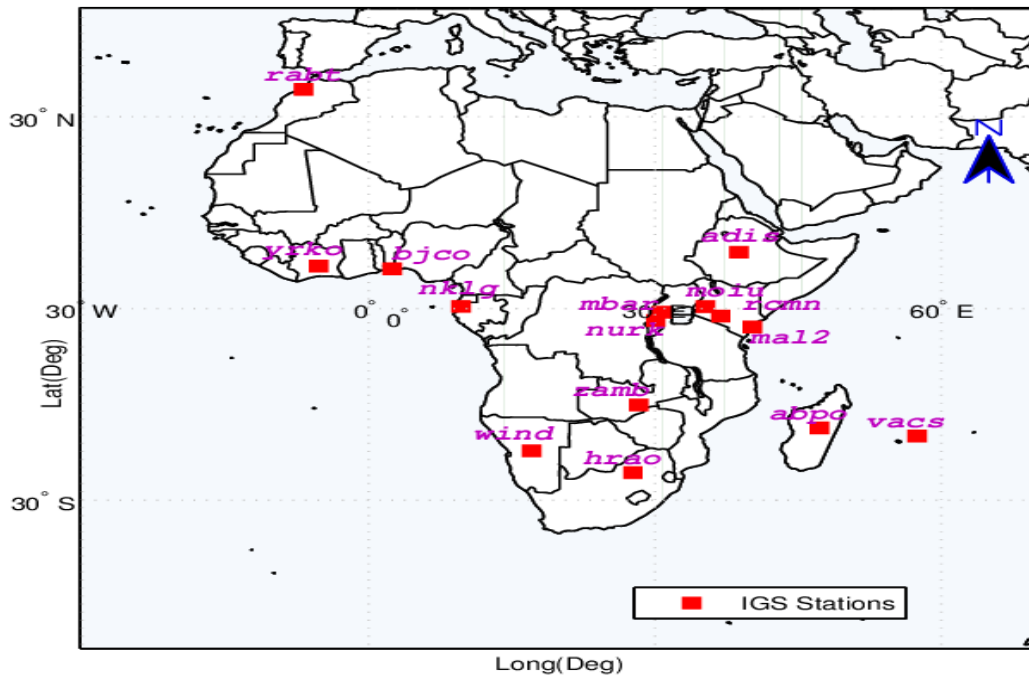 rabt
30° N
N
adis
yrko
bjco
nklg
moiu
mbar
rcmn
30° W
0°
0°
30° E
60° E
nurk
mal2
Lat(Deg)
zamb
abpo
vacs
wind
hrao
30° S
IGS Stations
Long(Deg)